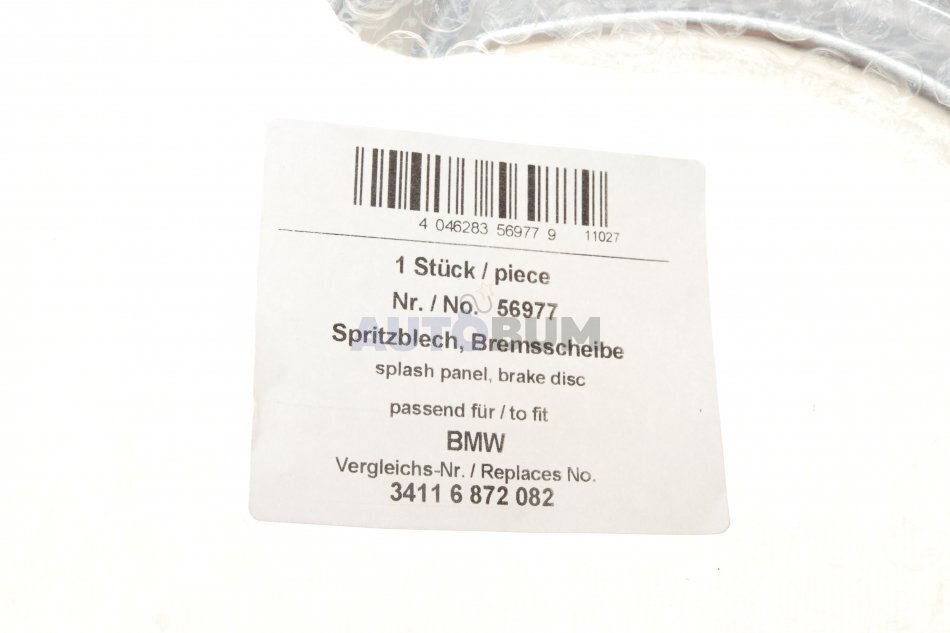 4 046283 56977 9 11027
1 Stück / piece
Nr. / No. 56977
AUTOBUM
Spritzblech, Bremsscheibe
splash panel, brake disc
passend für / to fit
BMW
Vergleichs-Nr. / Replaces No.
3411 6 872 082